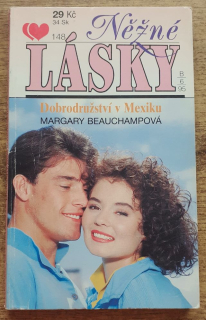 29 Kč
34 Sk
148
Něžné
LÁSKY
Dobrodružství v Mexiku
MARGARY BEAUCHAMPOVÁ